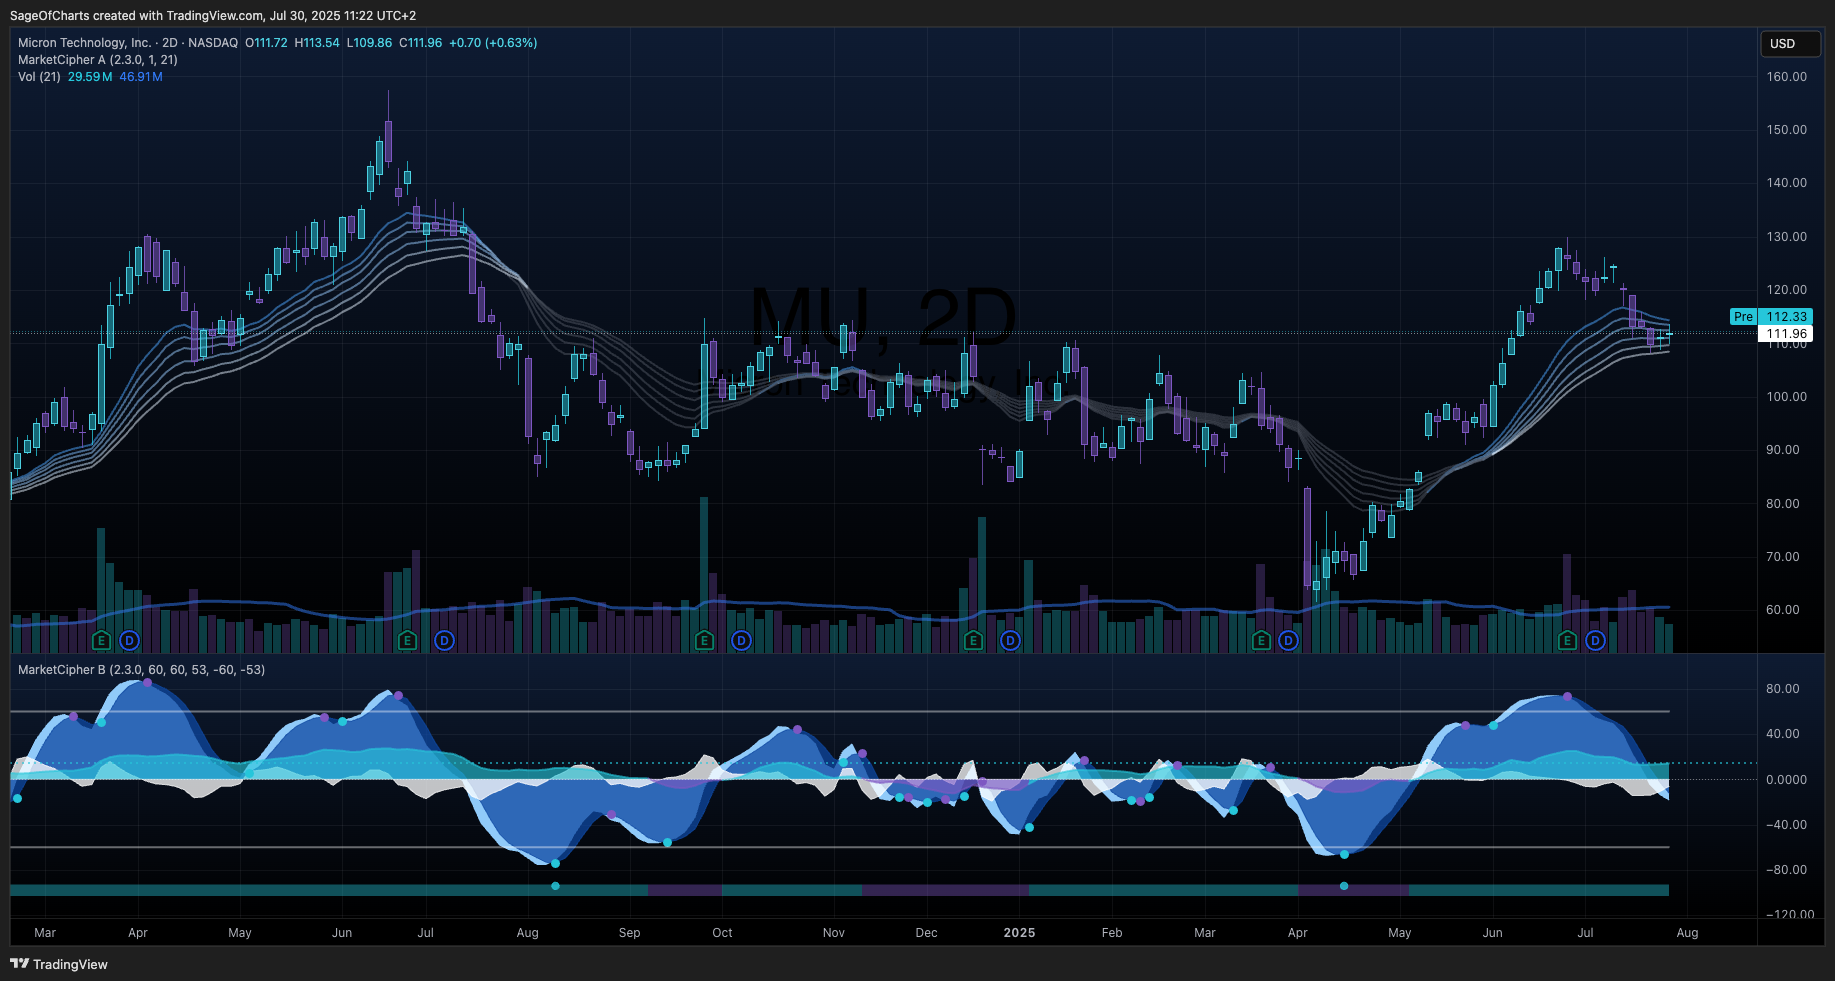 SageOfCharts created with TradingView.com, Jul 30, 2025 11:22 UTC+2
Micron Technology, Inc. · 2D · NASDAQ O111.72 H113.54 L109.86 C111.96 +0.70 (+0.63%)
MarketCipher A (2.3.0, 1, 21)
Vol (21) 29.59M 46.91M
USD
160.00
150.00
140.00
130.00
120.00
Pre 112.33
111.96
110.00
100.00
90.00
80.00
70.00
60.00
MU, 2D
E D E D E D E D E D E D
MarketCipher B (2.3.0, 60, 60, 53, -60, -53)
80.00
40.00
0.0000
−40.00
−80.00
−120.00
Mar Apr May Jun Jul Aug Sep Oct Nov Dec 2025 Feb Mar Apr May Jun Jul Aug
TradingView